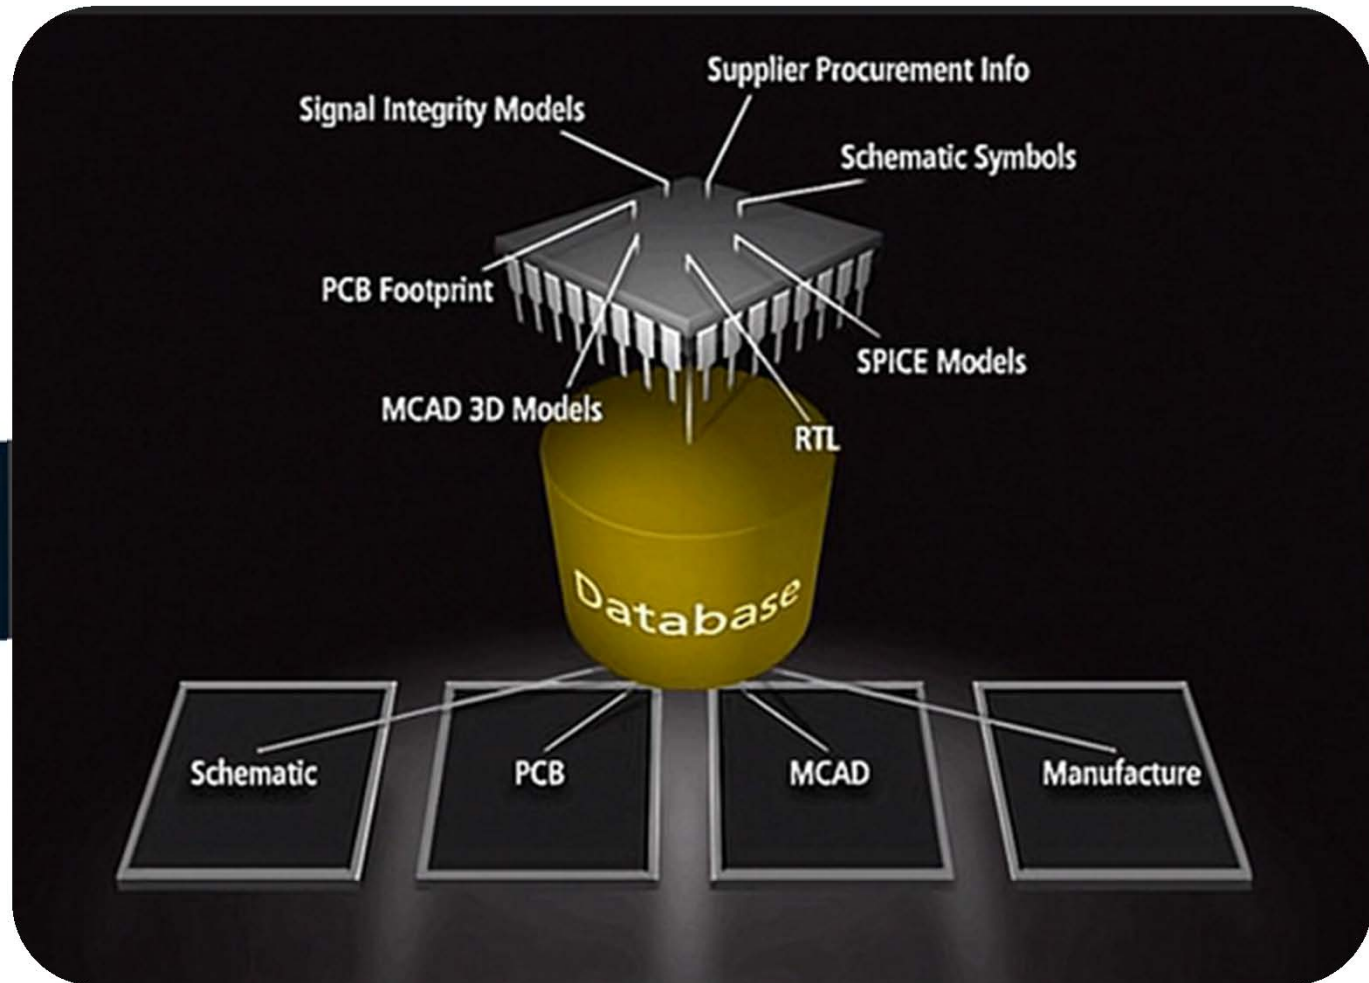 Supplier Procurement Info
Signal Integrity Models
Schematic Symbols
PCB Footprint
SPICE Models
MCAD 3D Models
RTL
Database
Schematic
PCB
MCAD
Manufacture